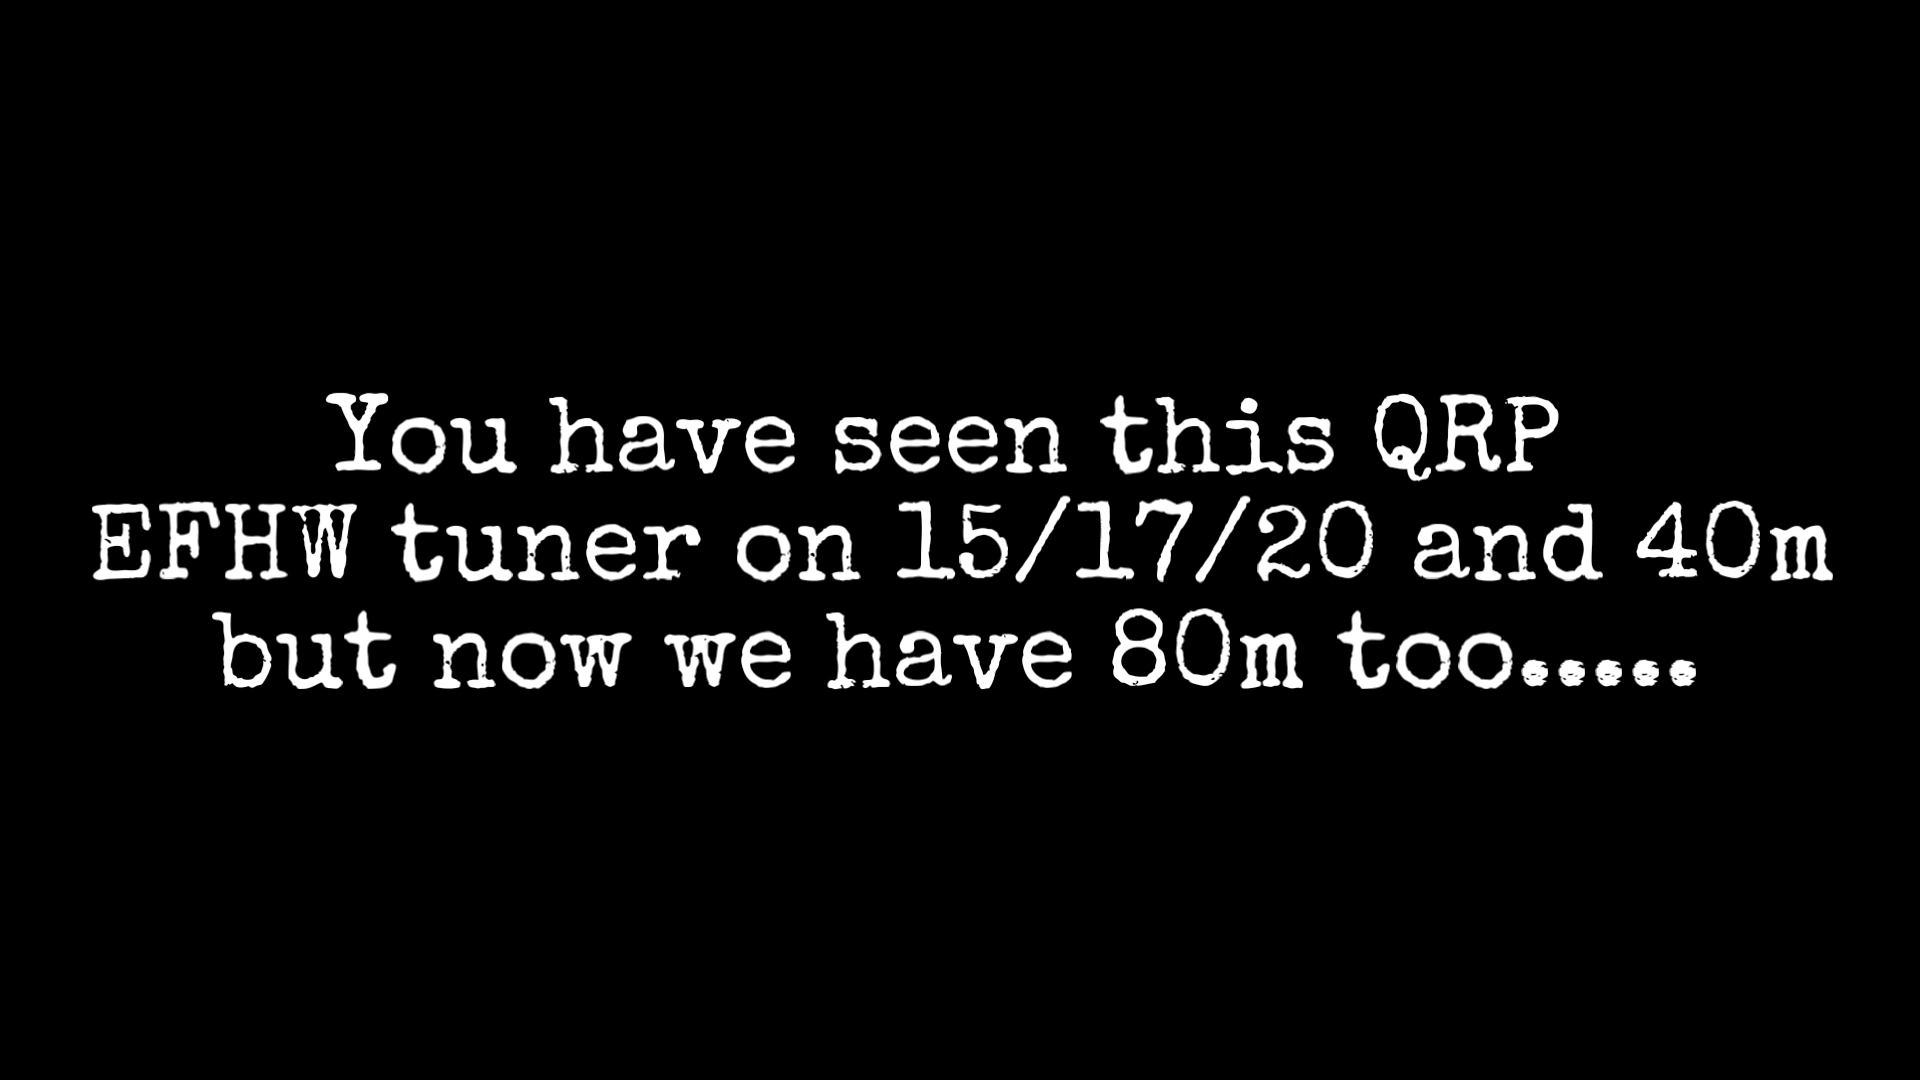 You have seen this QRP
EFHW tuner on 15/17/20 and 40m
but now we have 80m too.....